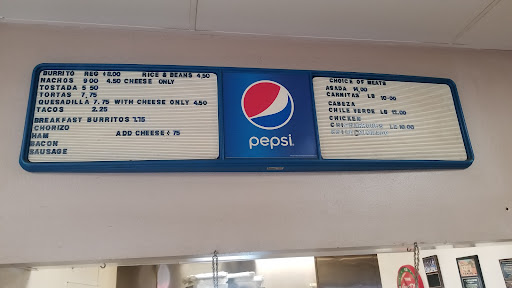 BURRITO REG 8.00 RICE & BEANS 4.50
NACHOS 9.00 4.50 CHEESE ONLY
TOSTADA 5.50
TORTAS 7.75
QUESADILLA 7.75 WITH CHEESE ONLY 4.50
TACOS 2.25
BREAKFAST BURRITOS 7.75
CHORIZO
HAM ADD CHEESE ¢ 75
BACON
SAUSAGE
pepsi
CHOICE OF MEATS
ASADA 14.00
CARNITAS LB 10.00
CABEZA
CHILE VERDE LB 12.00
CHICKEN
LB 10.00